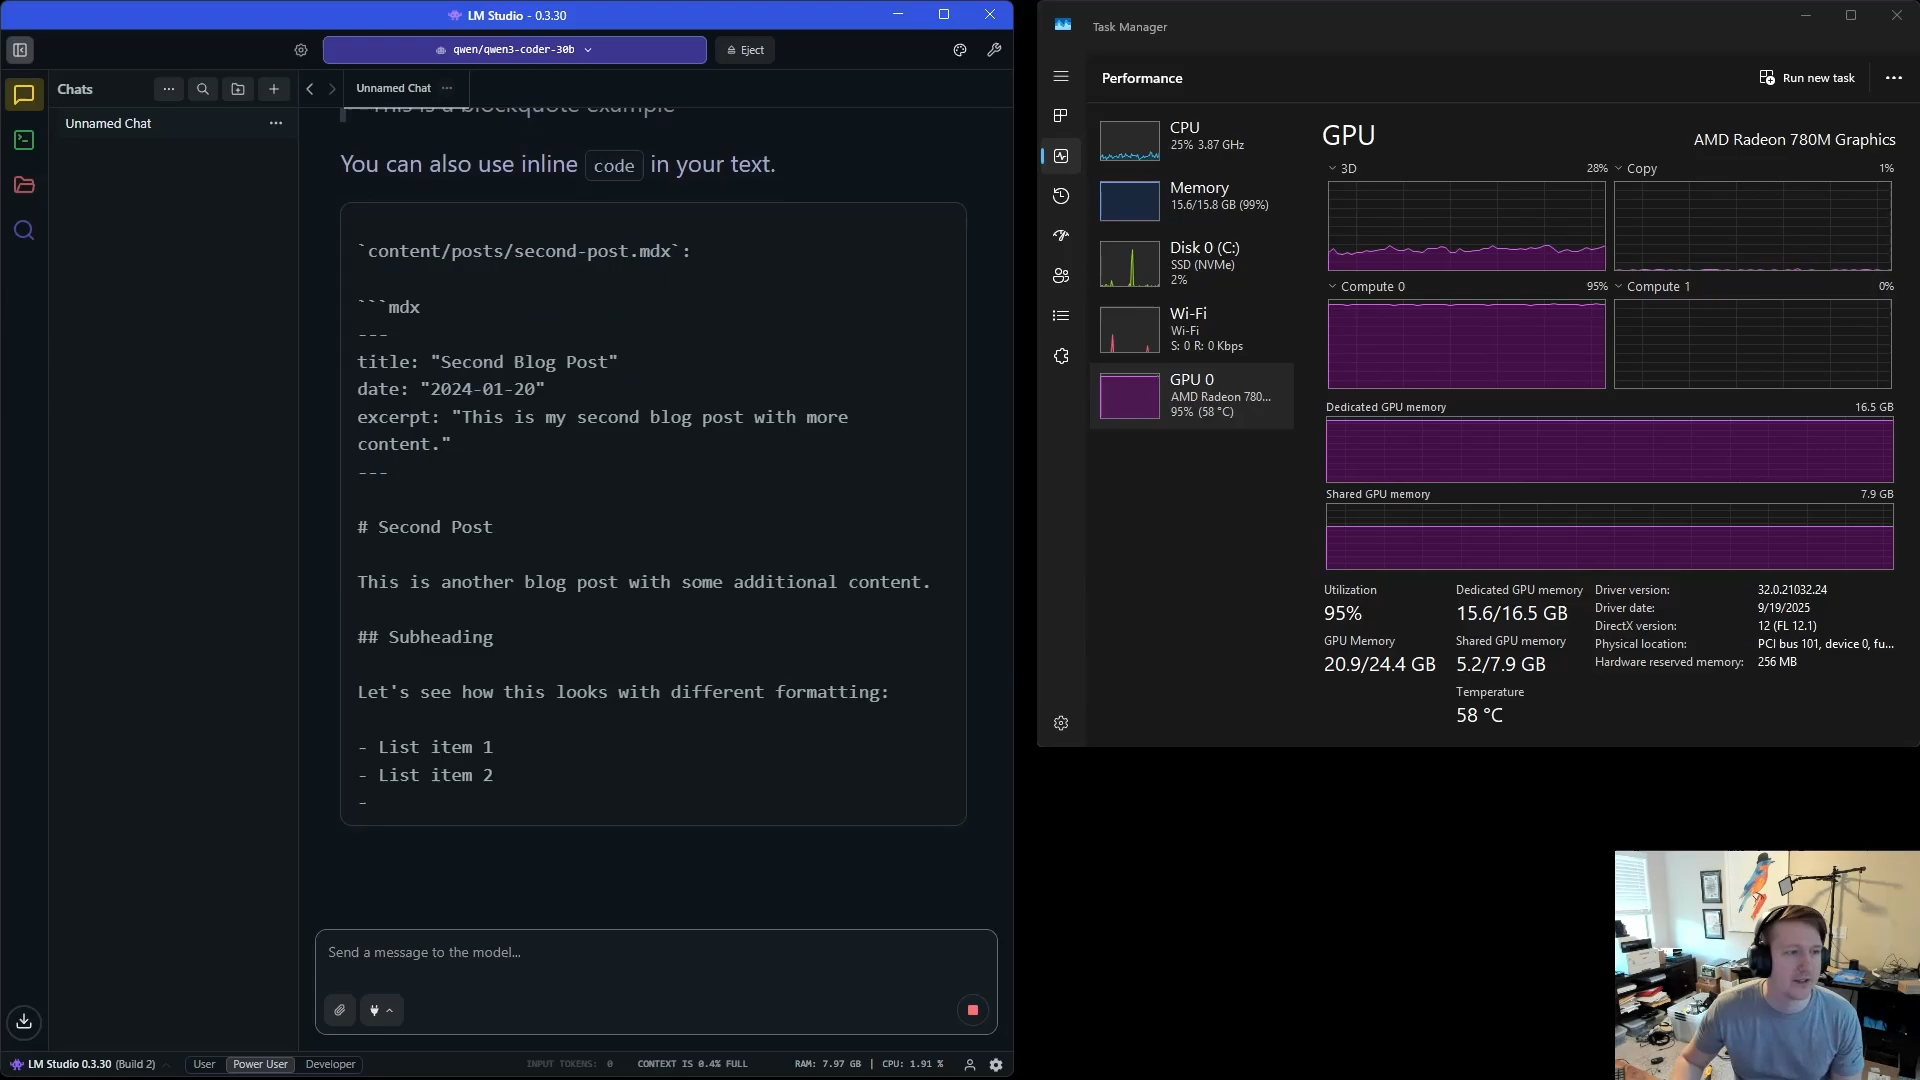 LM Studio - 0.3.30
qwen/qwen3-coder-30b
Eject
Chats
Unnamed Chat
Unnamed Chat
This is a blockquote example
You can also use inline code in your text.
`content/posts/second-post.mdx`:
```mdx
---
title: "Second Blog Post"
date: "2024-01-20"
excerpt: "This is my second blog post with more
content."
---
# Second Post
This is another blog post with some additional content.
## Subheading
Let's see how this looks with different formatting:
- List item 1
- List item 2
-
Send a message to the model...
LM Studio 0.3.30 (Build 2)
User
Power User
Developer
INPUT TOKENS: 0
CONTEXT IS 0.4% FULL
RAM: 7.97 GB | CPU: 1.91 %
Task Manager
Performance
Run new task
CPU
25% 3.87 GHz
Memory
15.6/15.8 GB (99%)
Disk 0 (C:)
SSD (NVMe)
2%
Wi-Fi
Wi-Fi
S: 0 R: 0 Kbps
GPU 0
AMD Radeon 780...
95% (58 °C)
GPU
AMD Radeon 780M Graphics
3D 28%
Copy 1%
Compute 0 95%
Compute 1 0%
Dedicated GPU memory 16.5 GB
Shared GPU memory 7.9 GB
Utilization
95%
Dedicated GPU memory
15.6/16.5 GB
GPU Memory
20.9/24.4 GB
Shared GPU memory
5.2/7.9 GB
Temperature
58 °C
Driver version: 32.0.21032.24
Driver date: 9/19/2025
DirectX version: 12 (FL 12.1)
Physical location: PCI bus 101, device 0, fu...
Hardware reserved memory: 256 MB